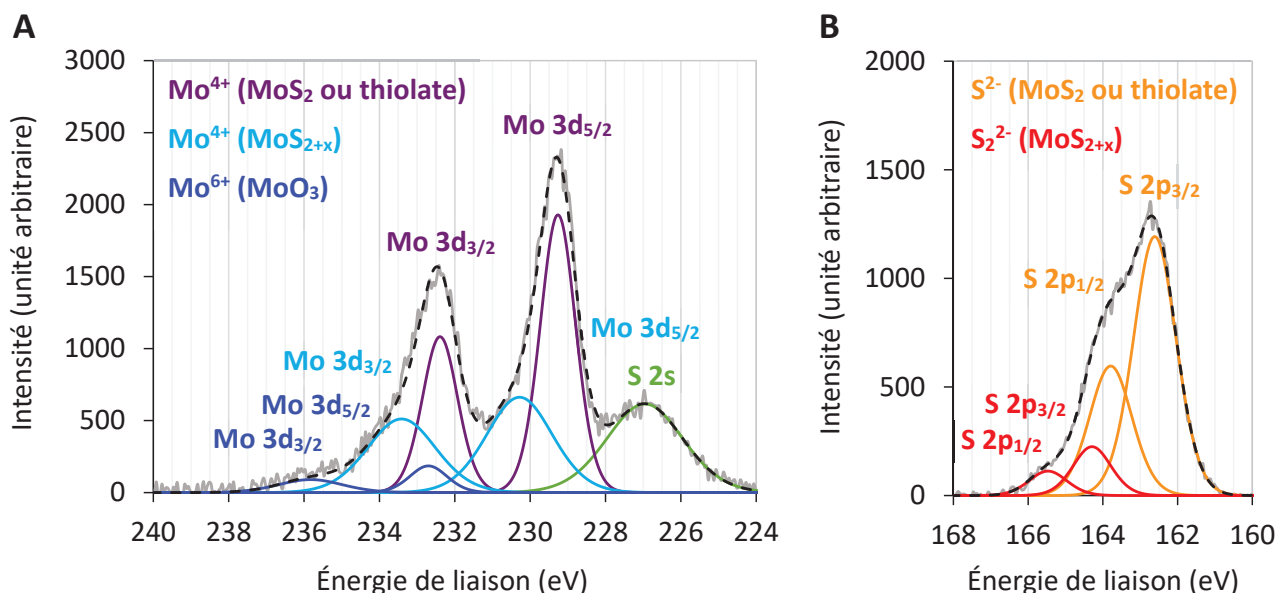 A
Intensité (unité arbitraire)
3000
2500
2000
1500
1000
500
0
Mo⁴⁺ (MoS₂ ou thiolate)
Mo⁴⁺ (MoS₂₊ₓ)
Mo⁶⁺ (MoO₃)
Mo 3d₅/₂
Mo 3d₃/₂
Mo 3d₅/₂
Mo 3d₃/₂
S 2s
Mo 3d₅/₂
Mo 3d₃/₂
240 238 236 234 232 230 228 226 224
Énergie de liaison (eV)
B
Intensité (unité arbitraire)
2000
1500
1000
500
0
S²⁻ (MoS₂ ou thiolate)
S₂²⁻ (MoS₂₊ₓ)
S 2p₃/₂
S 2p₁/₂
S 2p₃/₂
S 2p₁/₂
168 166 164 162 160
Énergie de liaison (eV)